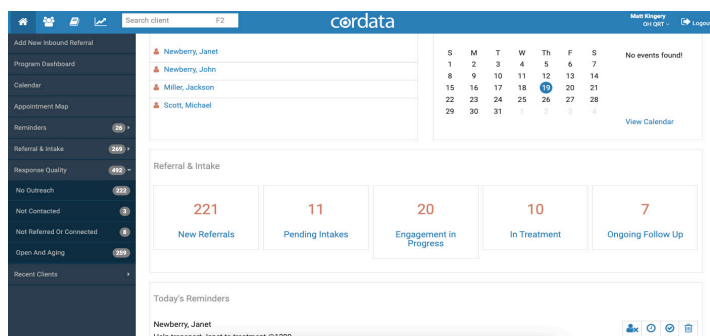 Search client F2
cordata
Matt Kingery
OH QRT
Logout
Add New Inbound Referral
Program Dashboard
Calendar
Appointment Map
Reminders 26
Referral & Intake 269
Response Quality 492
No Outreach 222
Not Contacted 3
Not Referred Or Connected 8
Open And Aging 259
Recent Clients
Newberry, Janet
Newberry, John
Miller, Jackson
Scott, Michael
S M T W Th F S
1 2 3 4 5 6 7
8 9 10 11 12 13 14
15 16 17 18 19 20 21
22 23 24 25 26 27 28
29 30 31 1 2 3 4
No events found!
View Calendar
Referral & Intake
221
New Referrals
11
Pending Intakes
20
Engagement in
Progress
10
In Treatment
7
Ongoing Follow Up
Today's Reminders
Newberry, Janet
Help transport Janet to treatment @1200